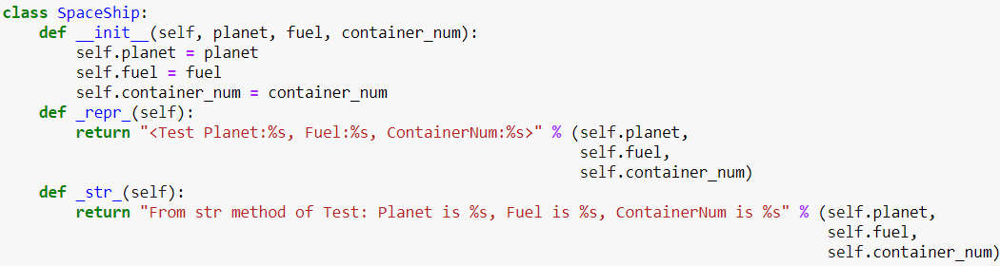 class SpaceShip:
    def __init__(self, planet, fuel, container_num):
        self.planet = planet
        self.fuel = fuel
        self.container_num = container_num
    def _repr_(self):
        return "<Test Planet:%s, Fuel:%s, ContainerNum:%s>" % (self.planet,
                                                               self.fuel,
                                                               self.container_num)
    def _str_(self):
        return "From str method of Test: Planet is %s, Fuel is %s, ContainerNum is %s" % (self.planet,
                                                                                          self.fuel,
                                                                                          self.container_num)